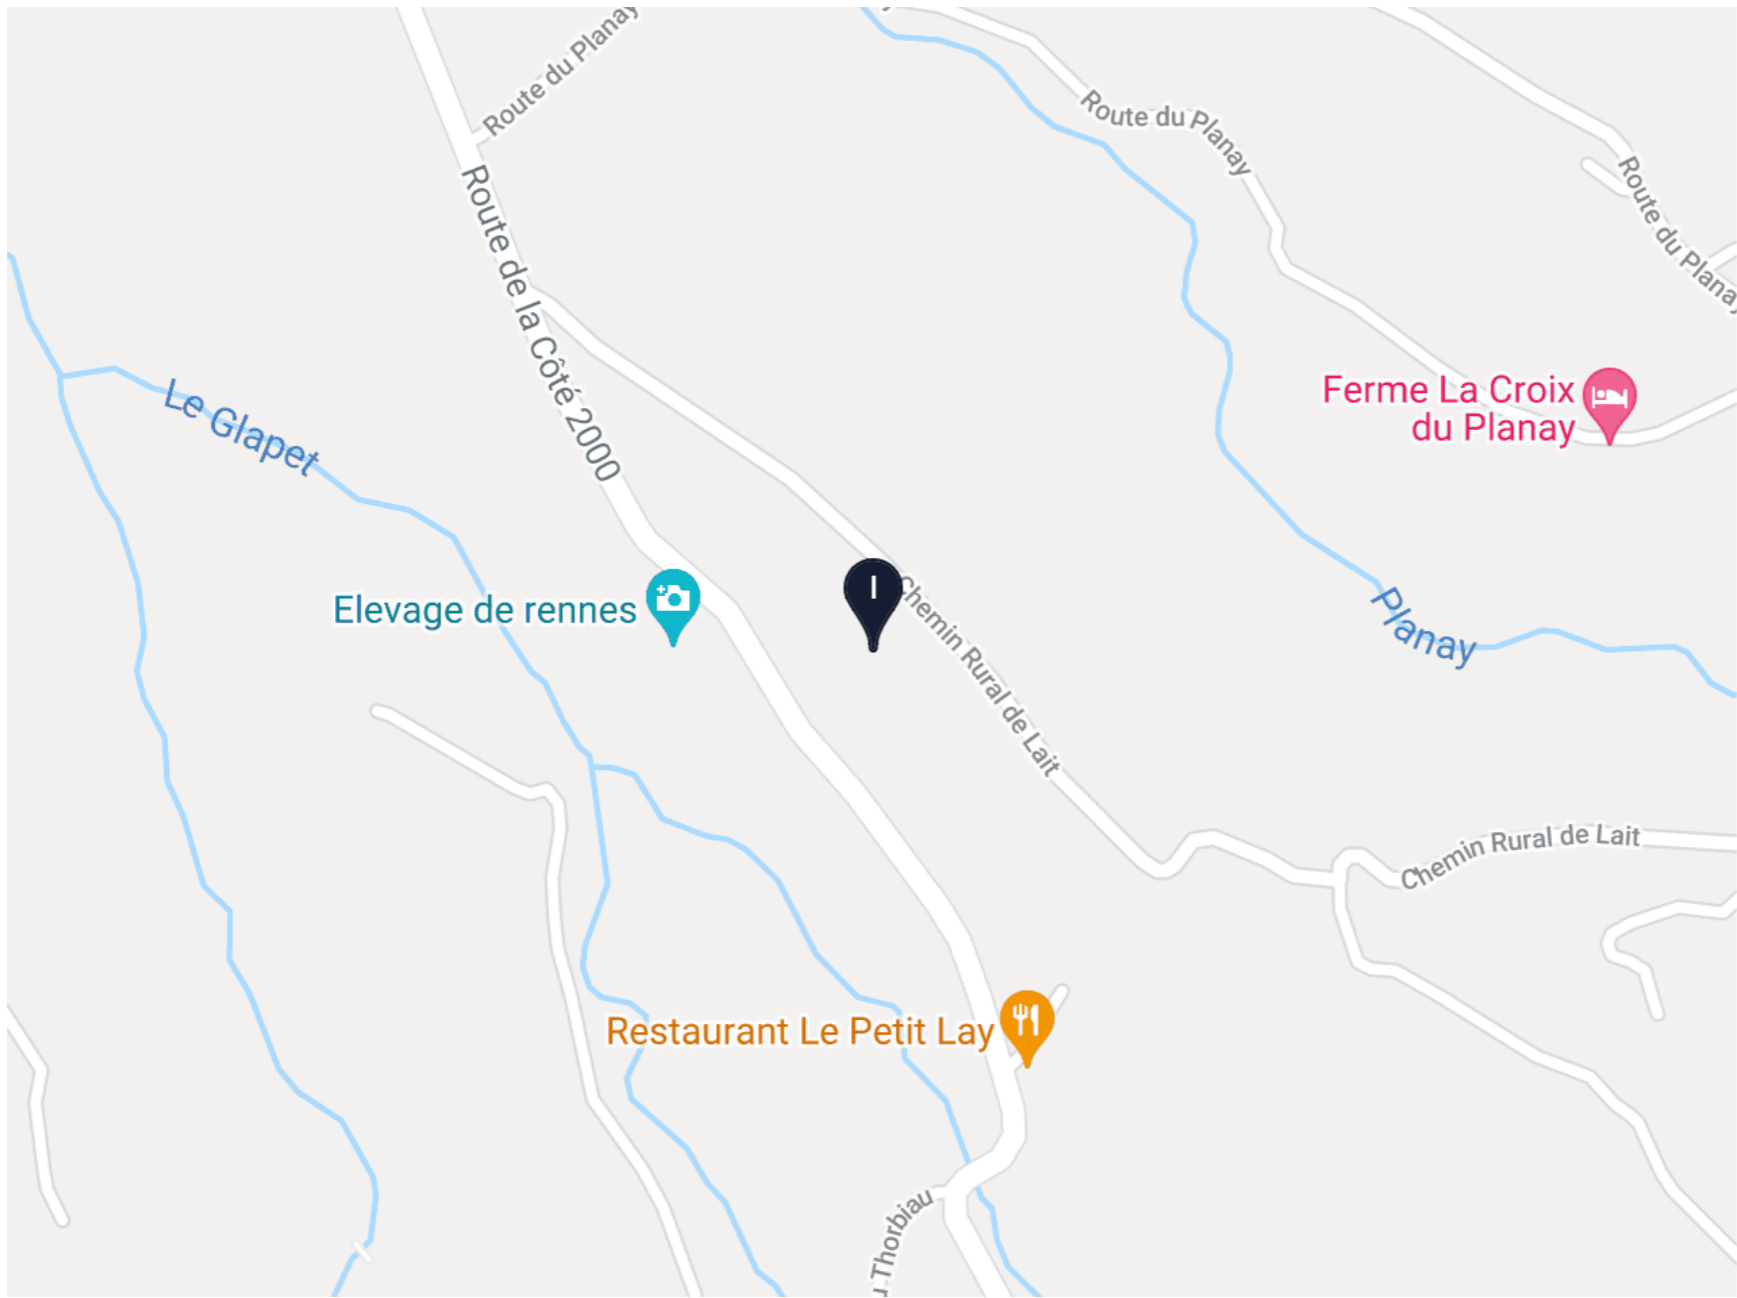 Route du Planay
Route du Planay
Route du Planay
Route de la Côté 2000
Le Glapet
Ferme La Croix
du Planay
Elevage de rennes
I
Chemin Rural de Lait
Planay
Chemin Rural de Lait
Restaurant Le Petit Lay
Thorbiau